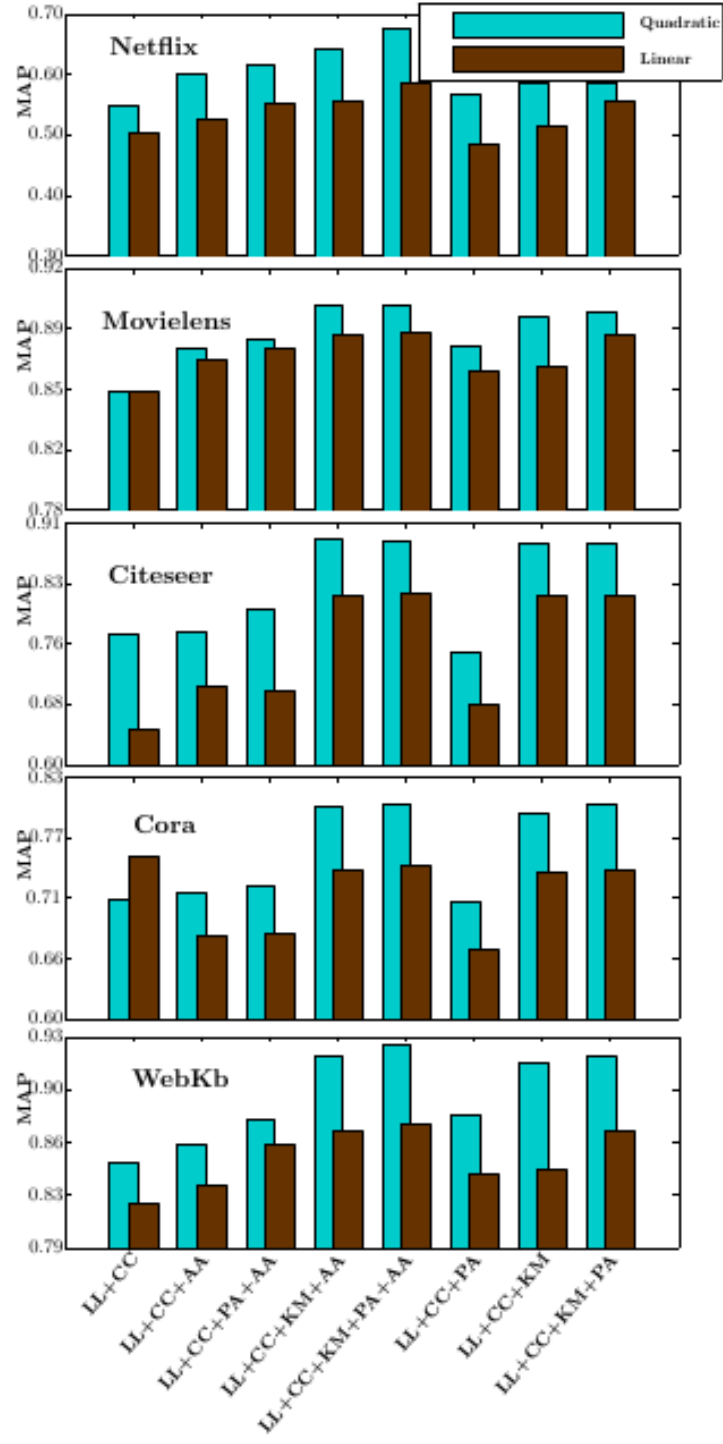 Quadratic
Linear
Netflix
MAP
0.70
0.60
0.50
0.40
0.30
Movielens
MAP
0.92
0.89
0.85
0.82
0.78
Citeseer
MAP
0.91
0.83
0.76
0.68
0.60
Cora
MAP
0.83
0.77
0.71
0.66
0.60
WebKb
MAP
0.93
0.90
0.86
0.83
0.79
LL+CC
LL+CC+AA
LL+CC+PA+AA
LL+CC+KM+AA
LL+CC+KM+PA+AA
LL+CC+PA
LL+CC+KM
LL+CC+KM+PA